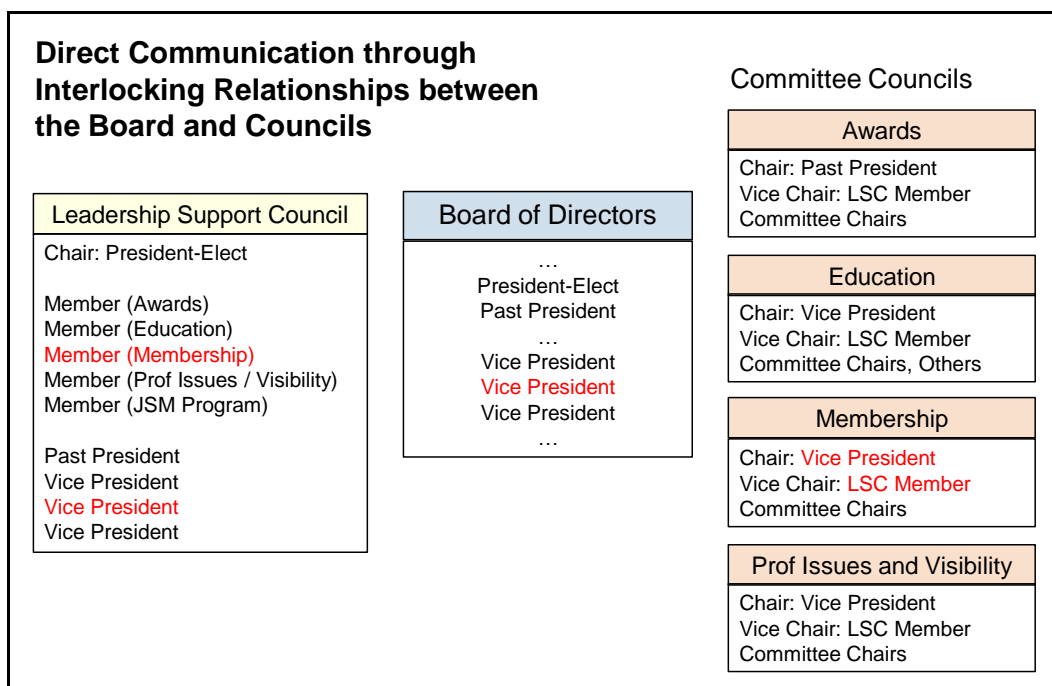 Direct Communication through
Interlocking Relationships between
the Board and Councils
Leadership Support Council
Chair: President-Elect
Member (Awards)
Member (Education)
Member (Membership)
Member (Prof Issues / Visibility)
Member (JSM Program)
Past President
Vice President
Vice President
Vice President
Board of Directors
…
President-Elect
Past President
…
Vice President
Vice President
Vice President
…
Committee Councils
Awards
Chair: Past President
Vice Chair: LSC Member
Committee Chairs
Education
Chair: Vice President
Vice Chair: LSC Member
Committee Chairs, Others
Membership
Chair: Vice President
Vice Chair: LSC Member
Committee Chairs
Prof Issues and Visibility
Chair: Vice President
Vice Chair: LSC Member
Committee Chairs